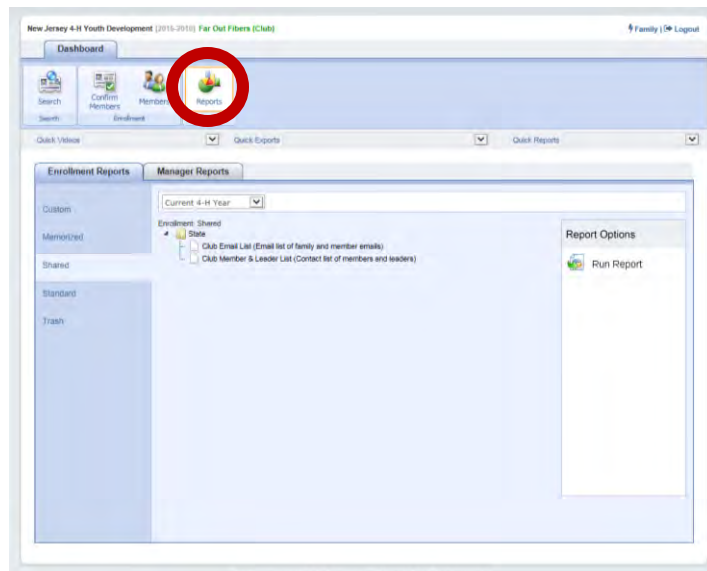 New Jersey 4-H Youth Development [2015-2016] Far Out Fibers (Club)
Family | Logout
Dashboard
Search
Confirm Members
Members
Reports
Search
Enrollment
Quick Videos
Quick Exports
Quick Reports
Enrollment Reports
Manager Reports
Custom
Memorized
Shared
Standard
Trash
Current 4-H Year
Enrollment: Shared
State
Club Email List (Email list of family and member emails)
Club Member & Leader List (Contact list of members and leaders)
Report Options
Run Report